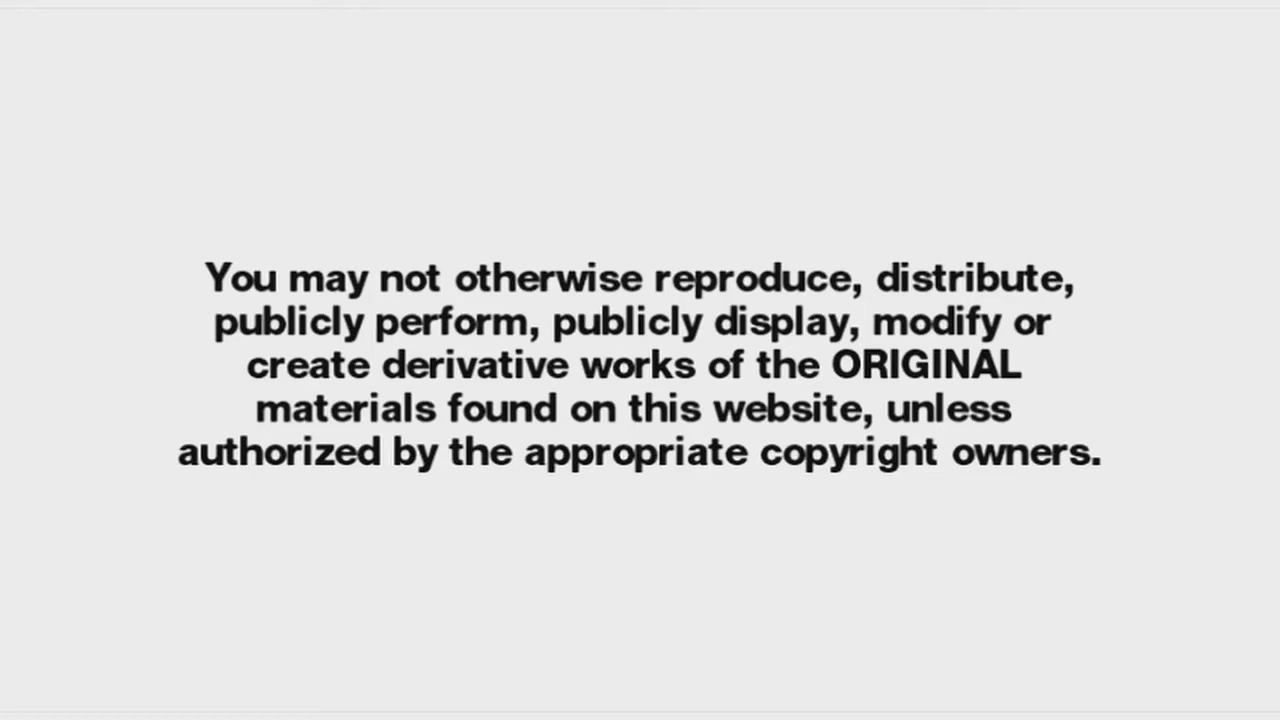 You may not otherwise reproduce, distribute,
publicly perform, publicly display, modify or
create derivative works of the ORIGINAL
materials found on this website, unless
authorized by the appropriate copyright owners.